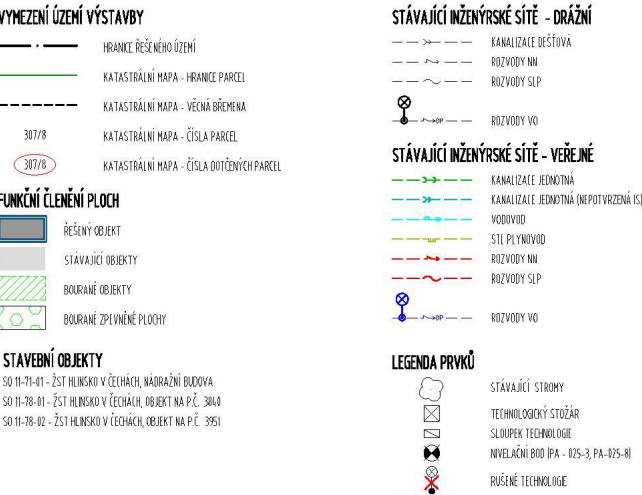 VYMEZENÍ ÚZEMÍ VÝSTAVBY
HRANICE ŘEŠENÉHO ÚZEMÍ
KATASTRÁLNÍ MAPA - HRANICE PARCEL
KATASTRÁLNÍ MAPA - VĚCNÁ BŘEMENA
307/8 KATASTRÁLNÍ MAPA - ČÍSLA PARCEL
307/8 KATASTRÁLNÍ MAPA - ČÍSLA DOTČENÝCH PARCEL
FUNKČNÍ ČLENĚNÍ PLOCH
ŘEŠENÝ OBJEKT
STÁVAJÍCÍ OBJEKTY
BOURANÉ OBJEKTY
BOURANÉ ZPEVNĚNÉ PLOCHY
STAVEBNÍ OBJEKTY
SO 11-71-01 - ŽST HLINSKO V ČECHÁCH, NÁDRAŽNÍ BUDOVA
SO 11-78-01 - ŽST HLINSKO V ČECHÁCH, OBJEKT NA P.Č. 3040
SO 11-78-02 - ŽST HLINSKO V ČECHÁCH, OBJEKT NA P.Č. 3951
STÁVAJÍCÍ INŽENÝRSKÉ SÍTĚ - DRÁŽNÍ
KANALIZACE DEŠŤOVÁ
ROZVODY NN
ROZVODY SLP
OP ROZVODY VO
STÁVAJÍCÍ INŽENÝRSKÉ SÍTĚ - VEŘEJNÉ
KANALIZACE JEDNOTNÁ
KANALIZACE JEDNOTNÁ (NEPOTVRZENÁ IS)
VODOVOD
STL PLYNOVOD
ROZVODY NN
ROZVODY SLP
OP ROZVODY VO
LEGENDA PRVKŮ
STÁVAJÍCÍ STROMY
TECHNOLOGICKÝ STOŽÁR
SLOUPEK TECHNOLOGIE
NIVELAČNÍ BOD (PA - 025-3, PA-025-8)
RUŠENÉ TECHNOLOGIE